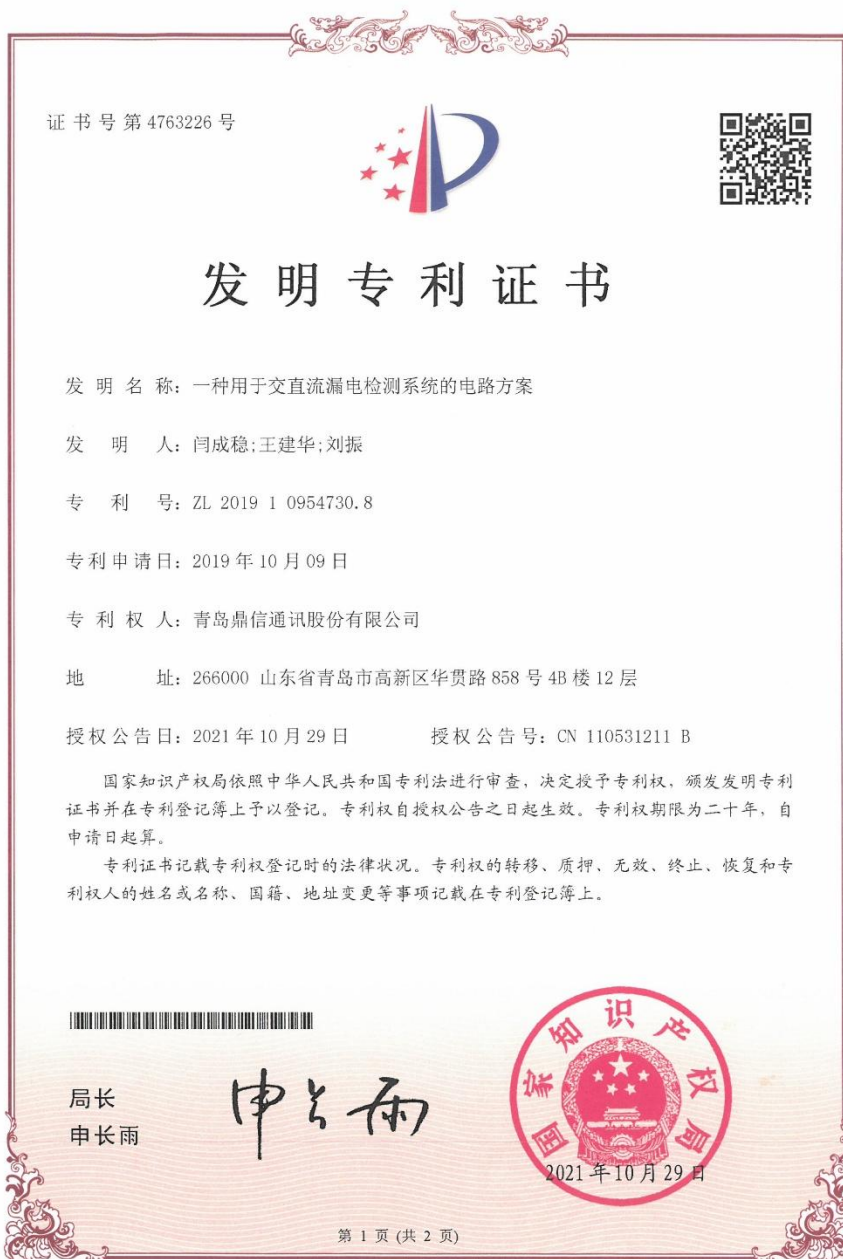 证书号第4763226号
发明专利证书
发明名称：一种用于交直流漏电检测系统的电路方案
发明人：闫成稳;王建华;刘振
专利号：ZL 2019 1 0954730.8
专利申请日：2019年10月09日
专利权人：青岛鼎信通讯股份有限公司
地址：266000 山东省青岛市高新区华贯路858号4B楼12层
授权公告日：2021年10月29日 授权公告号：CN 110531211 B
国家知识产权局依照中华人民共和国专利法进行审查，决定授予专利权，颁发发明专利
证书并在专利登记簿上予以登记。专利权自授权公告之日起生效。专利权期限为二十年，自
申请日起算。
专利证书记载专利权登记时的法律状况。专利权的转移、质押、无效、终止、恢复和专
利权人的姓名或名称、国籍、地址变更等事项记载在专利登记簿上。
局长
申长雨
申长雨
国家知识产权局
2021年10月29日
第 1 页 (共 2 页)